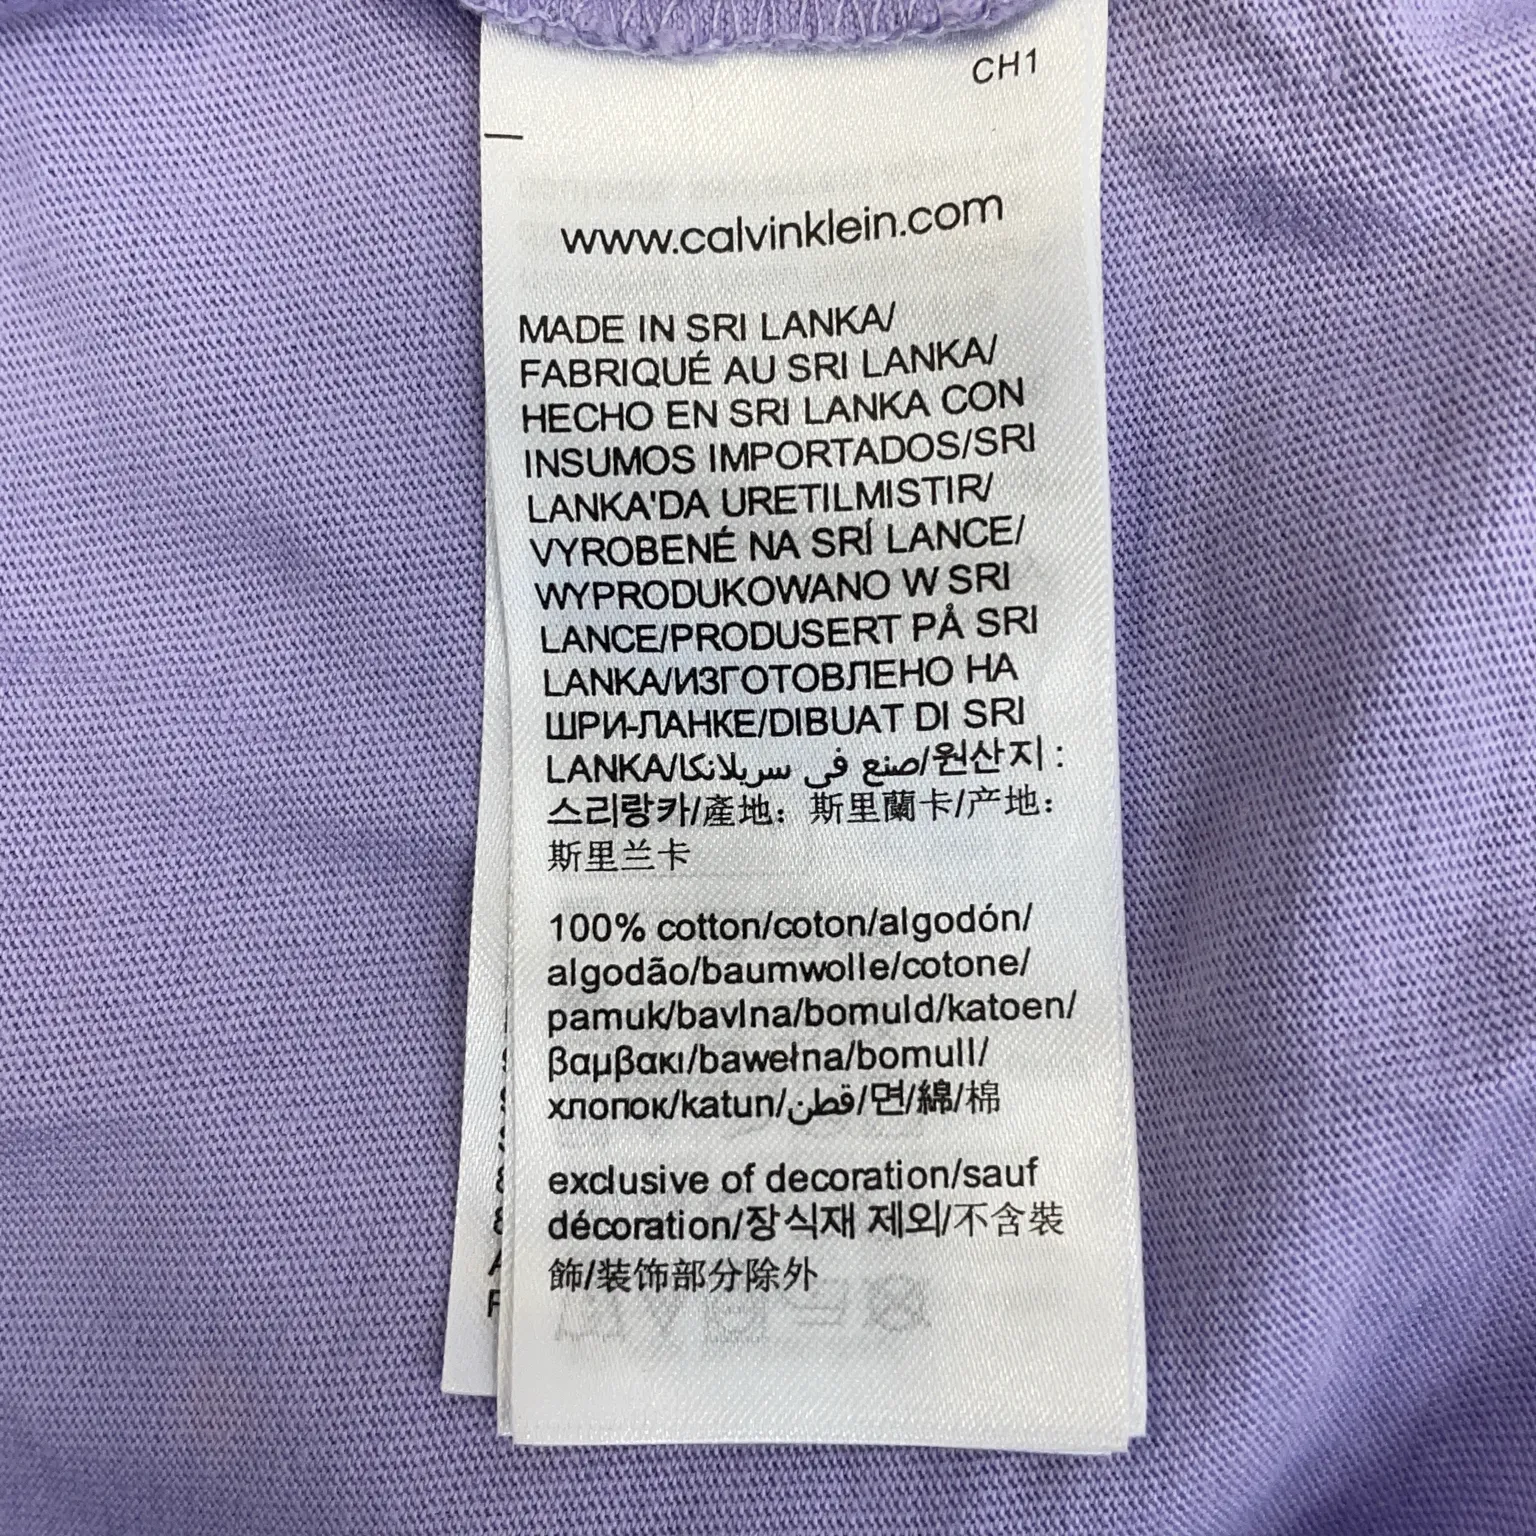 CH1
www.calvinklein.com
MADE IN SRI LANKA/
FABRIQUÉ AU SRI LANKA/
HECHO EN SRI LANKA CON
INSUMOS IMPORTADOS/SRI
LANKA'DA URETILMISTIR/
VYROBENÉ NA SRÍ LANCE/
WYPRODUKOWANO W SRI
LANCE/PRODUSERT PÅ SRI
LANKA/ИЗГОТОВЛЕНО НА
ШРИ-ЛАНКЕ/DIBUAT DI SRI
LANKA/صنع في سريلانكا/원산지 :
스리랑카/產地：斯里蘭卡/产地：
斯里兰卡
100% cotton/coton/algodón/
algodão/baumwolle/cotone/
pamuk/bavlna/bomuld/katoen/
βαμβακι/bawełna/bomull/
хлопок/katun/قطن/면/綿/棉
exclusive of decoration/sauf
décoration/장식재 제외/不含裝
飾/装饰部分除外